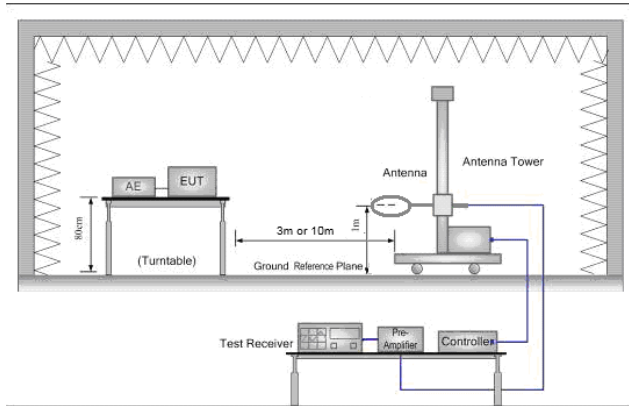 Antenna
Antenna Tower
AE
EUT
80cm
1m
3m or 10m
(Turntable)
Ground Reference Plane
Test Receiver
Pre-
Amplifier
Controller